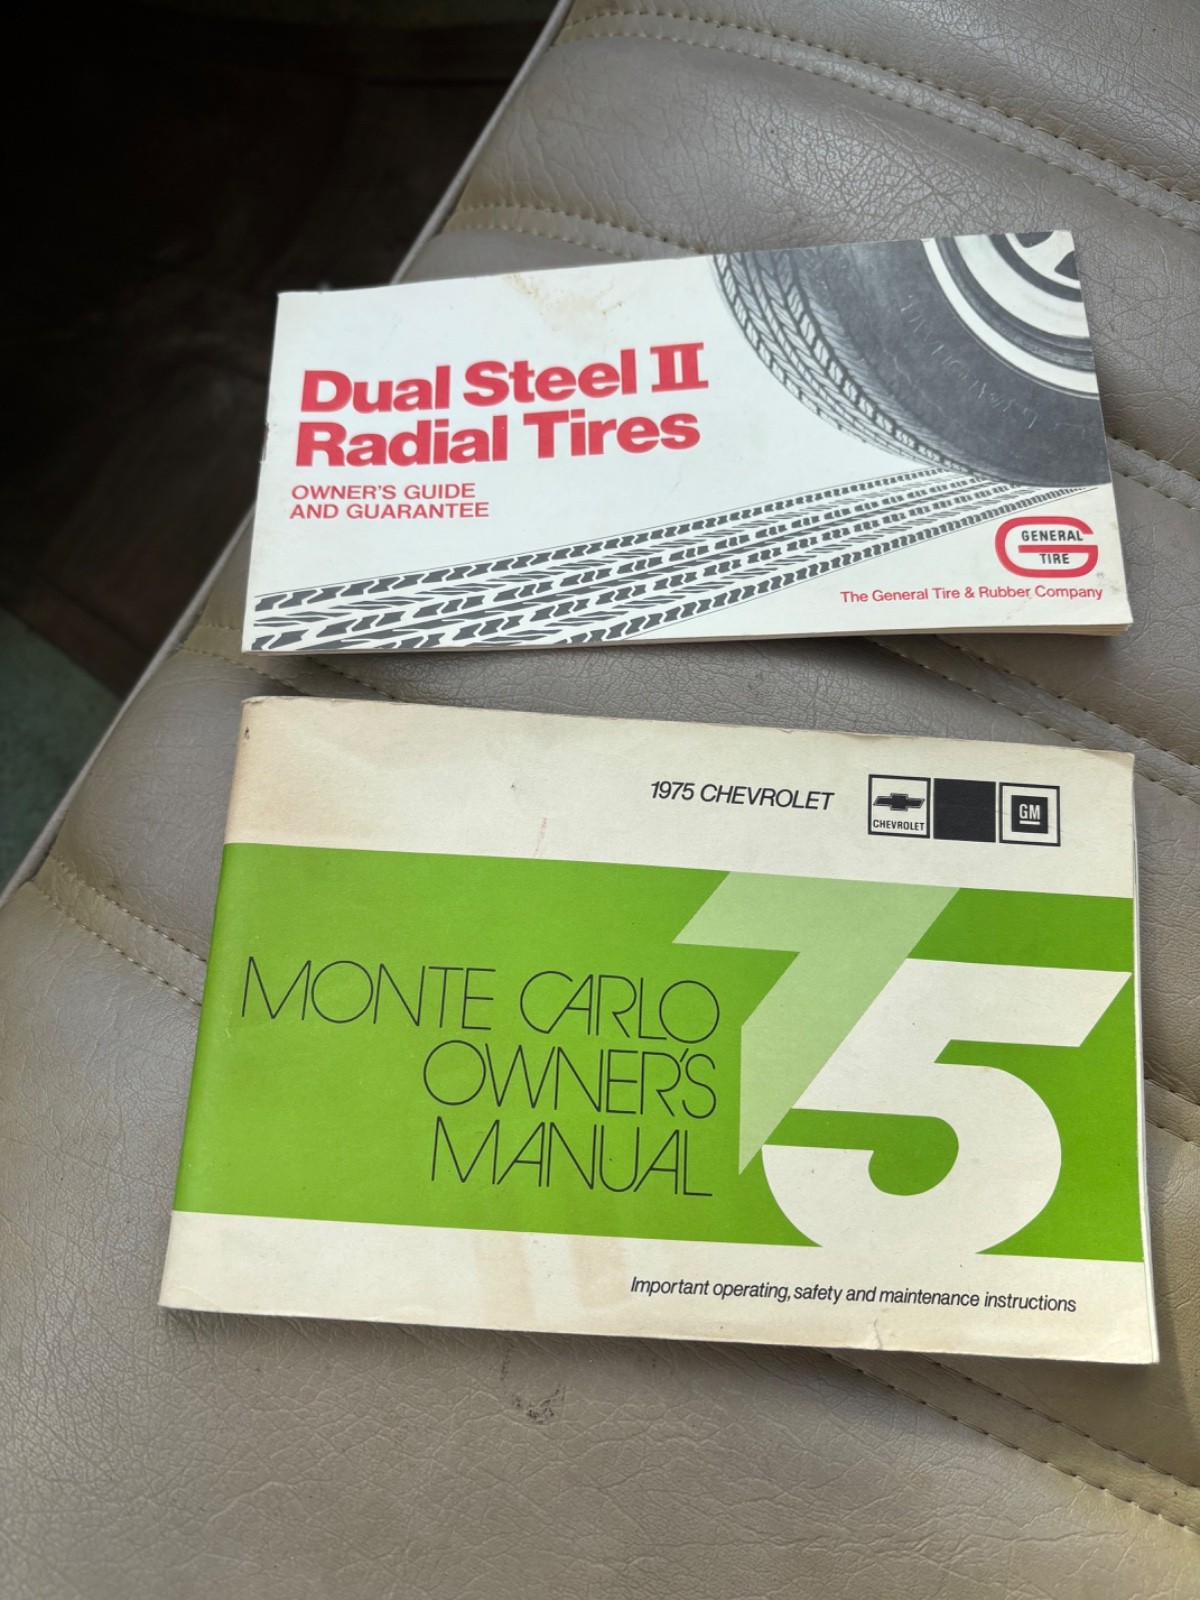 Dual Steel II
Radial Tires
OWNER'S GUIDE
AND GUARANTEE
GENERAL
TIRE
The General Tire & Rubber Company
1975 CHEVROLET
CHEVROLET
GM
75
MONTE CARLO
OWNER'S
MANUAL
Important operating, safety and maintenance instructions